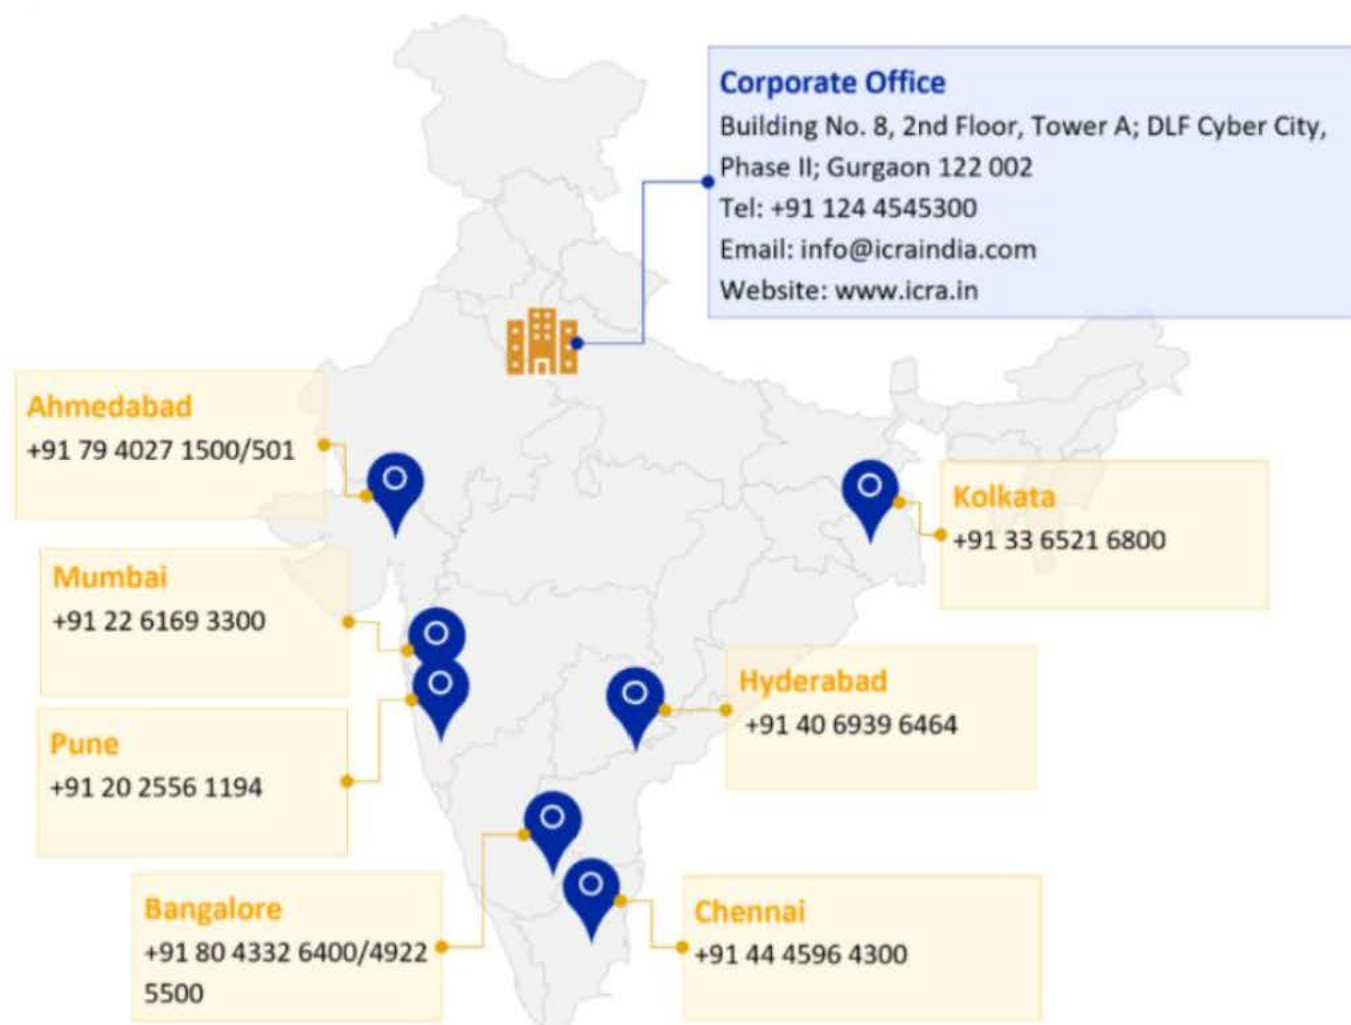 Corporate Office
Building No. 8, 2nd Floor, Tower A; DLF Cyber City,
Phase II; Gurgaon 122 002
Tel: +91 124 4545300
Email: info@icraindia.com
Website: www.icra.in
Ahmedabad
+91 79 4027 1500/501
Kolkata
+91 33 6521 6800
Mumbai
+91 22 6169 3300
Hyderabad
+91 40 6939 6464
Pune
+91 20 2556 1194
Bangalore
+91 80 4332 6400/4922
5500
Chennai
+91 44 4596 4300